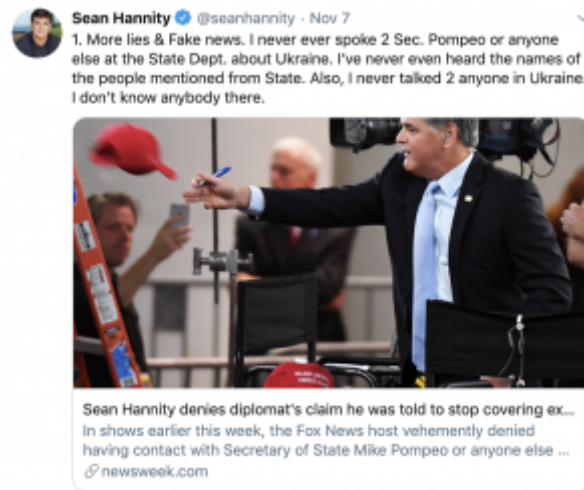 Sean Hannity @seanhannity · Nov 7
1. More lies & Fake news. I never ever spoke 2 Sec. Pompeo or anyone
else at the State Dept. about Ukraine. I've never even heard the names of
the people mentioned from State. Also, I never talked 2 anyone in Ukraine.
I don't know anybody there.
Sean Hannity denies diplomat's claim he was told to stop covering ex...
In shows earlier this week, the Fox News host vehemently denied
having contact with Secretary of State Mike Pompeo or anyone else ...
newsweek.com